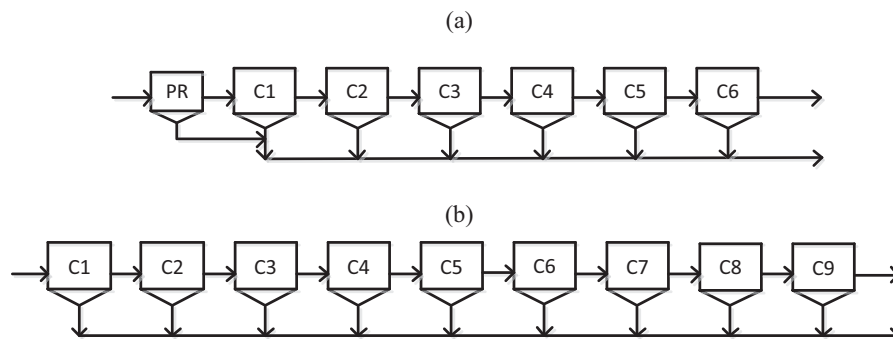 (a)
PR C1 C2 C3 C4 C5 C6
(b)
C1 C2 C3 C4 C5 C6 C7 C8 C9